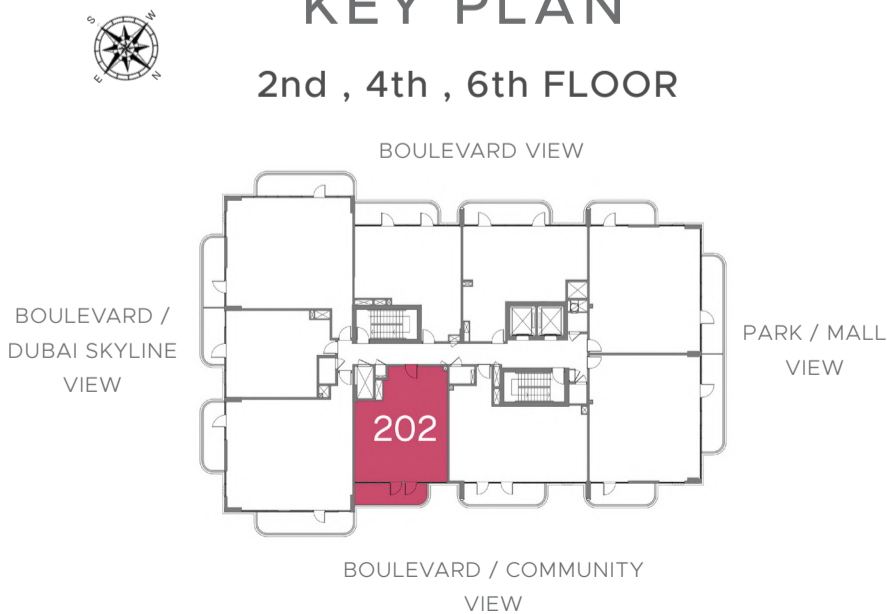 KEY PLAN
S
W
E
N
2nd , 4th , 6th FLOOR
BOULEVARD VIEW
BOULEVARD /
DUBAI SKYLINE
VIEW
PARK / MALL
VIEW
202
BOULEVARD / COMMUNITY
VIEW